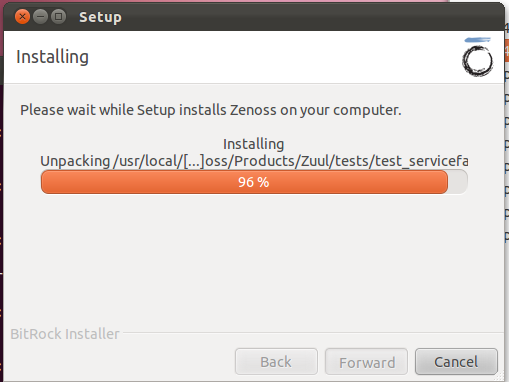 Setup
Installing
Please wait while Setup installs Zenoss on your computer.
Installing
Unpacking /usr/local/[...]oss/Products/Zuul/tests/test_servicefa
96 %
BitRock Installer
Back
Forward
Cancel